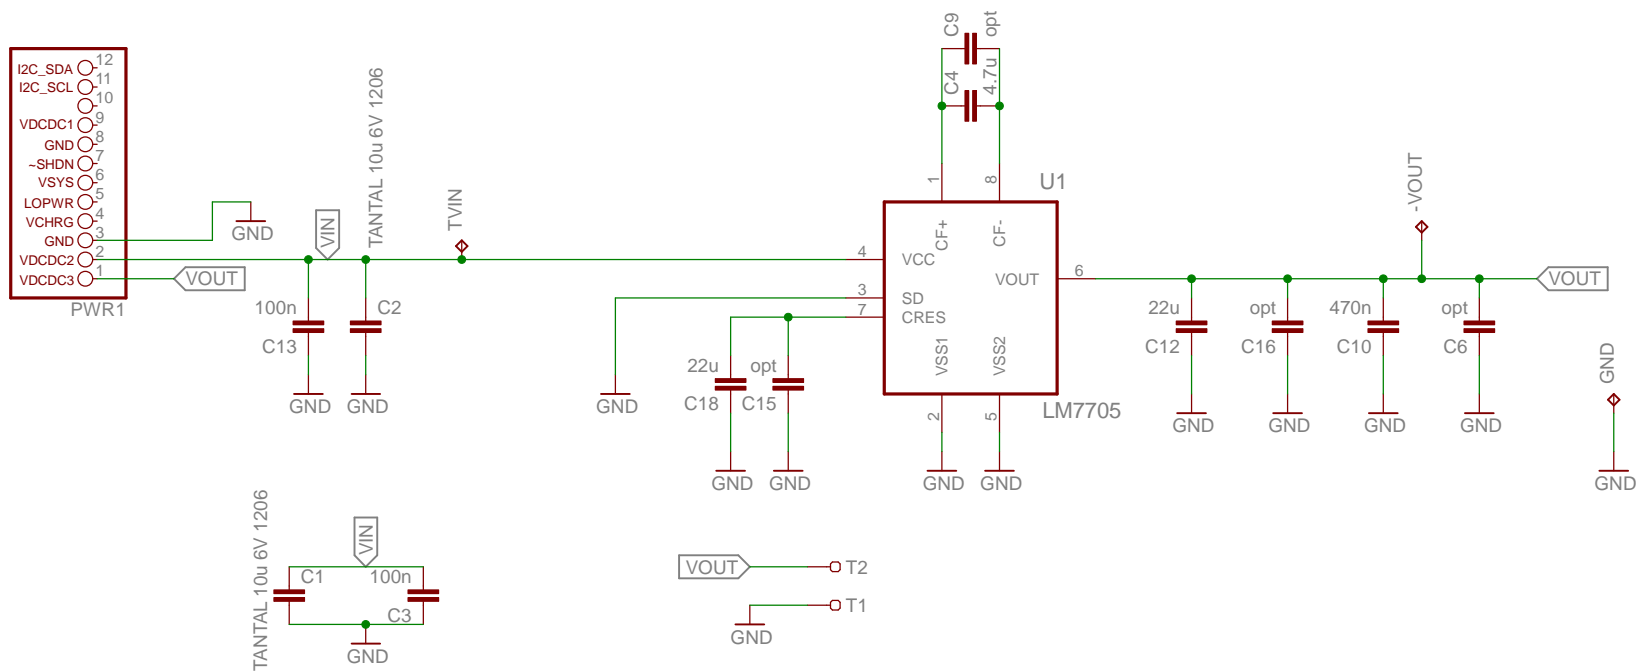 I2C_SDA 12
I2C_SCL 11
10
VDCDC1 9
GND 8
~SHDN 7
VSYS 6
LOPWR 5
VCHRG 4
GND 3
VDCDC2 2
VDCDC3 1
PWR1
VOUT
GND
VIN
TANTAL 10u 6V 1206
TVIN
100n
C13
GND
C2
GND
GND
C9
opt
C4
4.7u
1
8
U1
CF+
CF-
4
VCC
3
SD
7
CRES
VOUT
6
VSS1
VSS2
2
5
LM7705
GND
GND
22u
C18
GND
opt
C15
GND
-VOUT
VOUT
22u
C12
GND
opt
C16
GND
470n
C10
GND
opt
C6
GND
GND
GND
TANTAL 10u 6V 1206
VIN
C1
100n
C3
GND
VOUT
T2
T1
GND